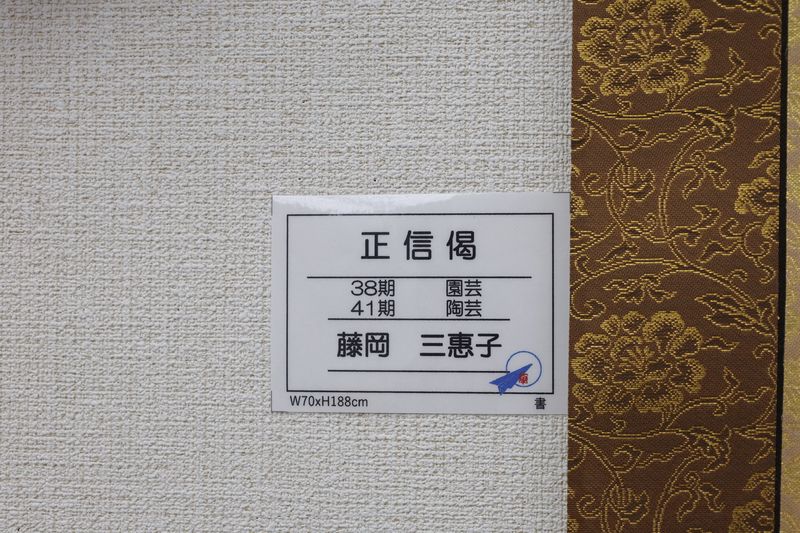 正信偈
38期 園芸
41期 陶芸
藤岡 三惠子
W70xH188cm 書